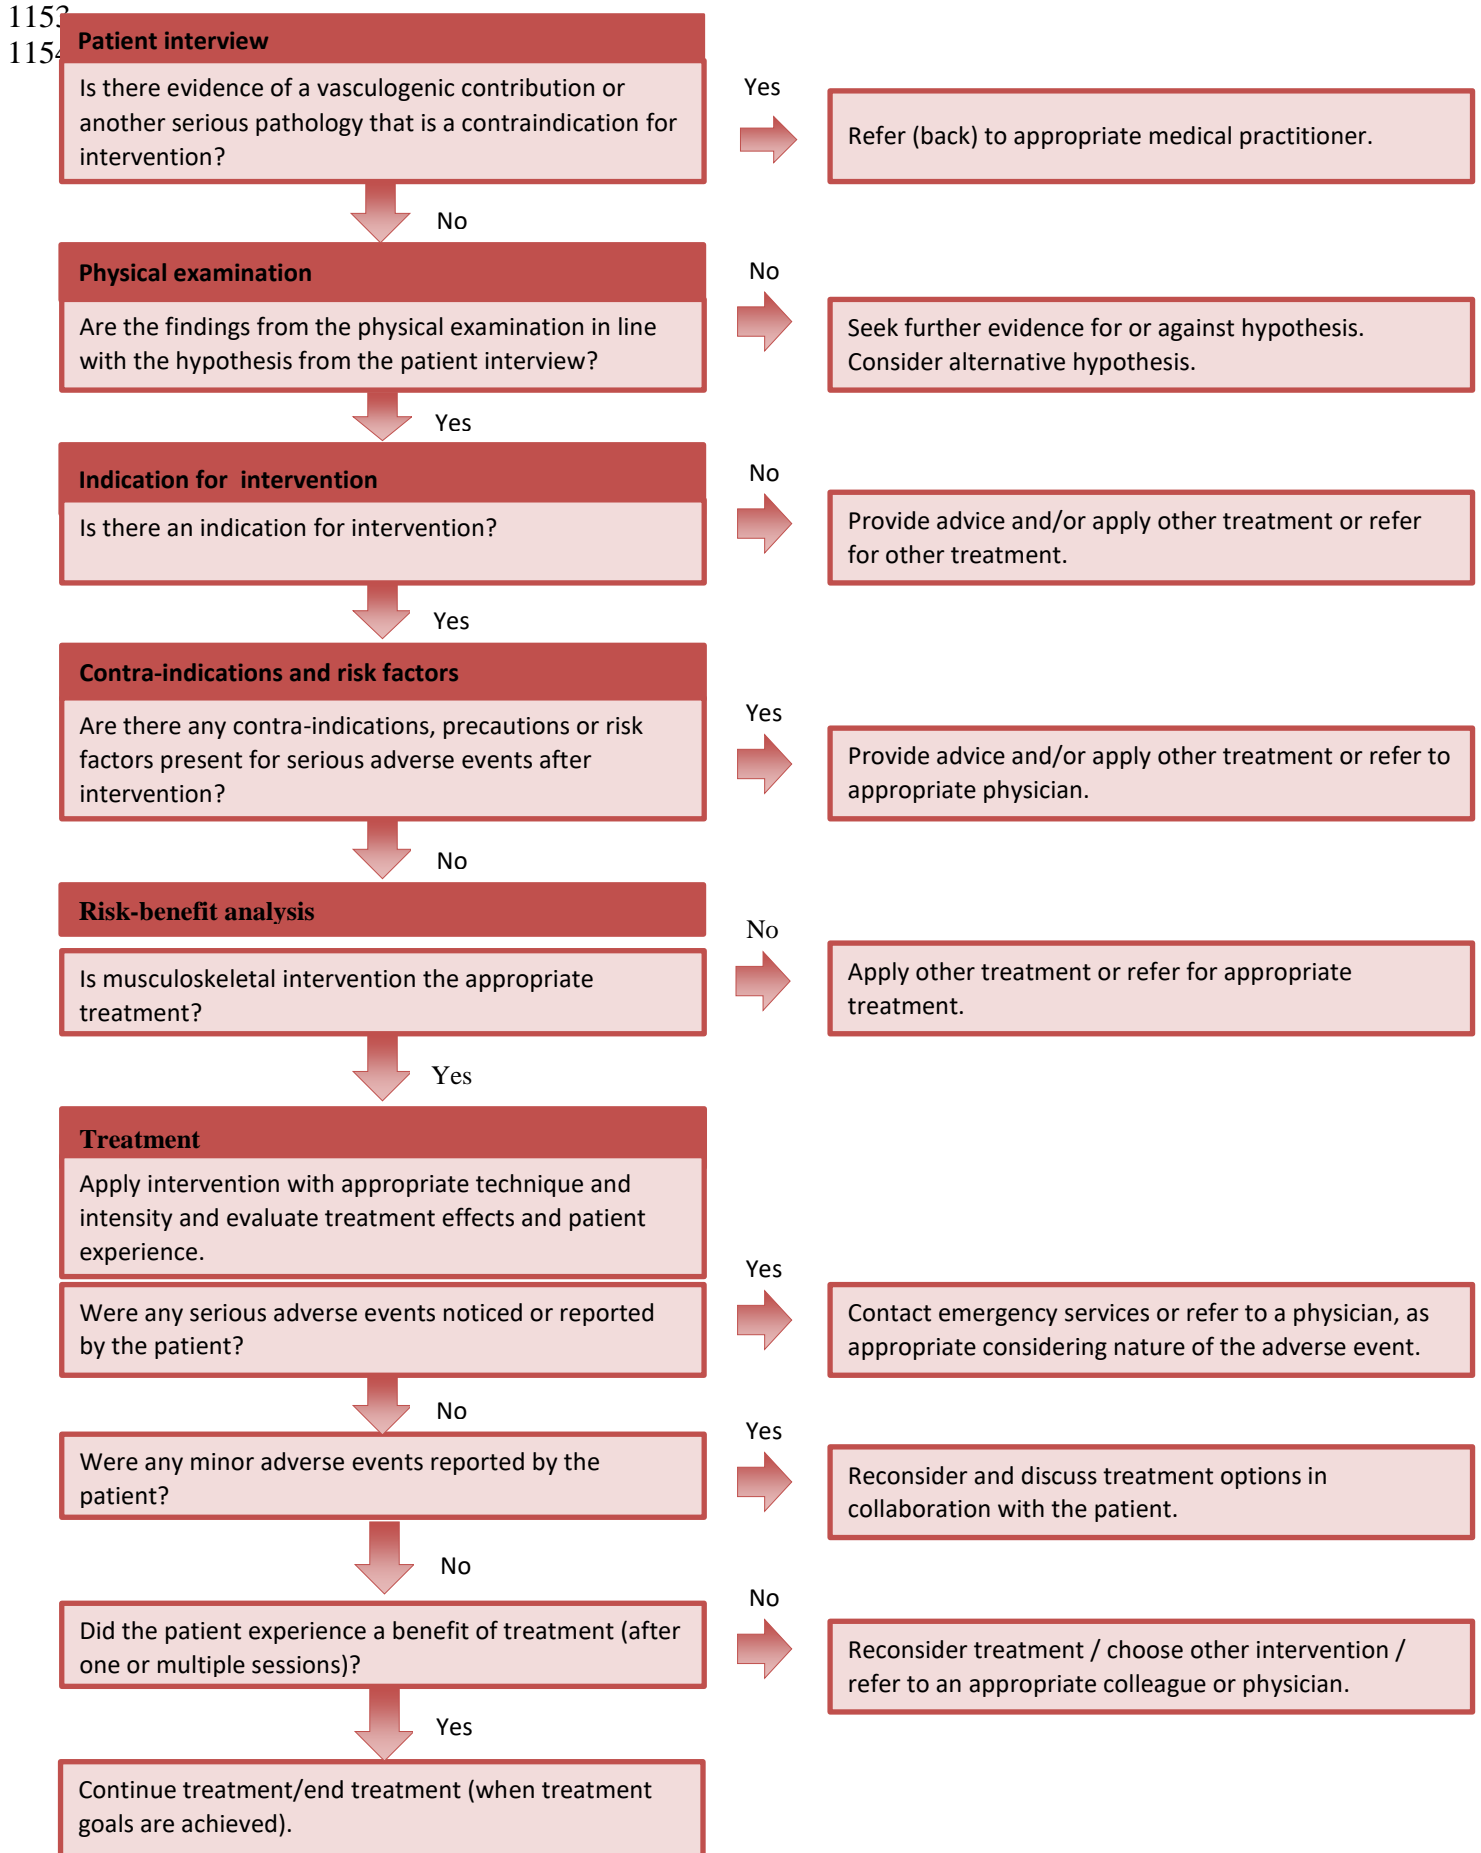 1153
1154
Patient interview
Is there evidence of a vasculogenic contribution or
another serious pathology that is a contraindication for
intervention?
Yes
Refer (back) to appropriate medical practitioner.
No
Physical examination
Are the findings from the physical examination in line
with the hypothesis from the patient interview?
No
Seek further evidence for or against hypothesis.
Consider alternative hypothesis.
Yes
Indication for  intervention
Is there an indication for intervention?
No
Provide advice and/or apply other treatment or refer
for other treatment.
Yes
Contra-indications and risk factors
Are there any contra-indications, precautions or risk
factors present for serious adverse events after
intervention?
Yes
Provide advice and/or apply other treatment or refer to
appropriate physician.
No
Risk-benefit analysis
Is musculoskeletal intervention the appropriate
treatment?
No
Apply other treatment or refer for appropriate
treatment.
Yes
Treatment
Apply intervention with appropriate technique and
intensity and evaluate treatment effects and patient
experience.
Were any serious adverse events noticed or reported
by the patient?
Yes
Contact emergency services or refer to a physician, as
appropriate considering nature of the adverse event.
No
Were any minor adverse events reported by the
patient?
Yes
Reconsider and discuss treatment options in
collaboration with the patient.
No
Did the patient experience a benefit of treatment (after
one or multiple sessions)?
No
Reconsider treatment / choose other intervention /
refer to an appropriate colleague or physician.
Yes
Continue treatment/end treatment (when treatment
goals are achieved).